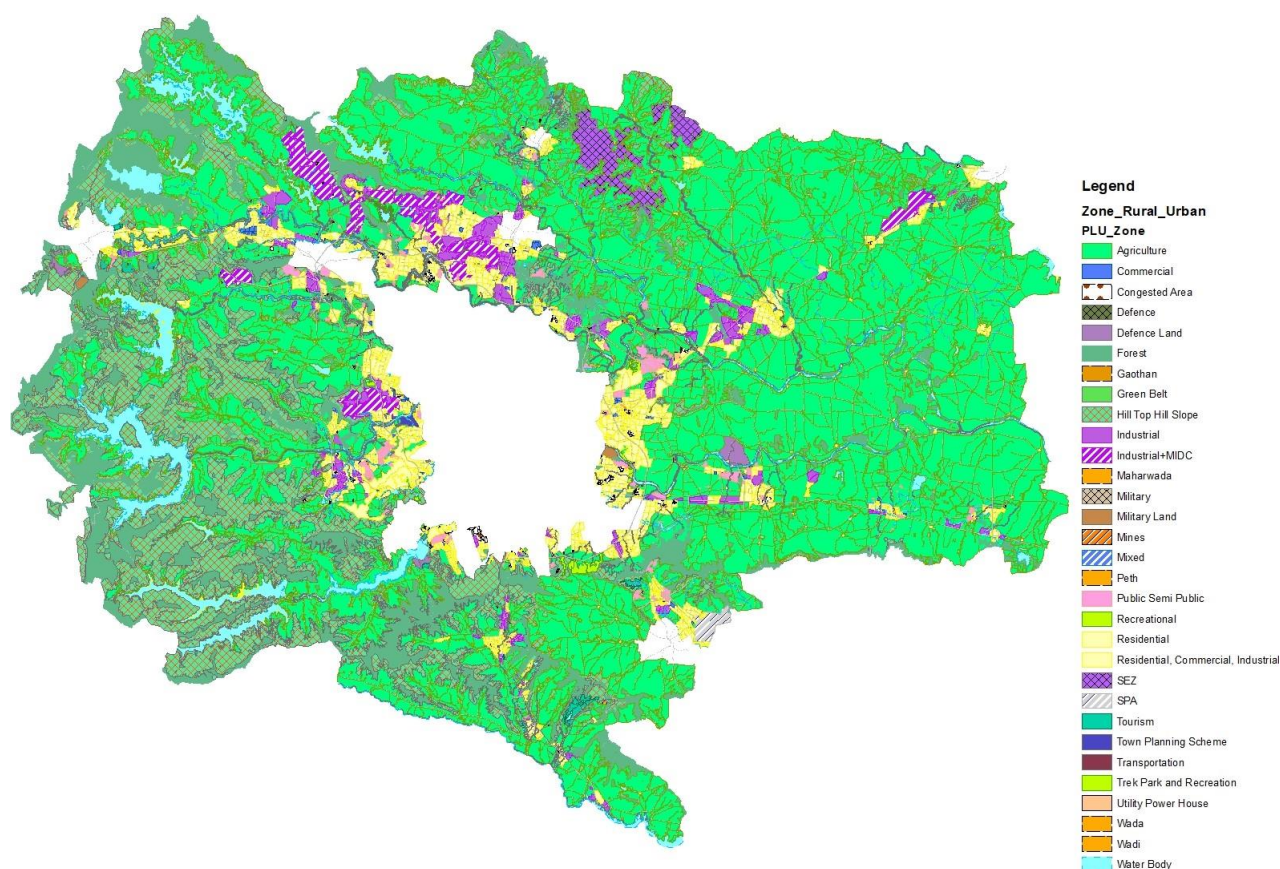 Legend
Zone_Rural_Urban
PLU_Zone
Agriculture
Commercial
Congested Area
Defence
Defence Land
Forest
Gaothan
Green Belt
Hill Top Hill Slope
Industrial
Industrial+MIDC
Maharwada
Military
Military Land
Mines
Mixed
Peth
Public Semi Public
Recreational
Residential
Residential, Commercial, Industrial
SEZ
SPA
Tourism
Town Planning Scheme
Transportation
Trek Park and Recreation
Utility Power House
Wada
Wadi
Water Body